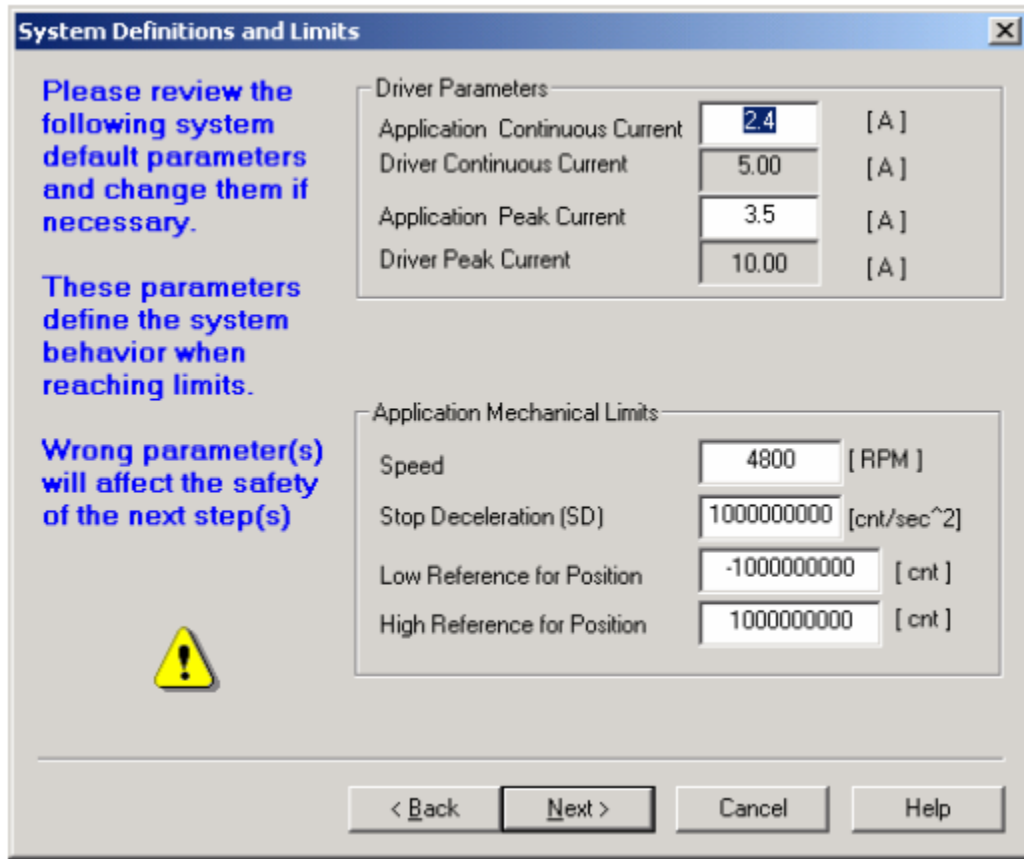 System Definitions and Limits
Please review the
following system
default parameters
and change them if
necessary.
These parameters
define the system
behavior when
reaching limits.
Wrong parameter(s)
will affect the safety
of the next step(s)
Driver Parameters
Application Continuous Current 2.4 [ A ]
Driver Continuous Current 5.00 [ A ]
Application Peak Current 3.5 [ A ]
Driver Peak Current 10.00 [ A ]
Application Mechanical Limits
Speed 4800 [ RPM ]
Stop Deceleration (SD) 1000000000 [cnt/sec^2]
Low Reference for Position -1000000000 [ cnt ]
High Reference for Position 1000000000 [ cnt ]
< Back Next > Cancel Help